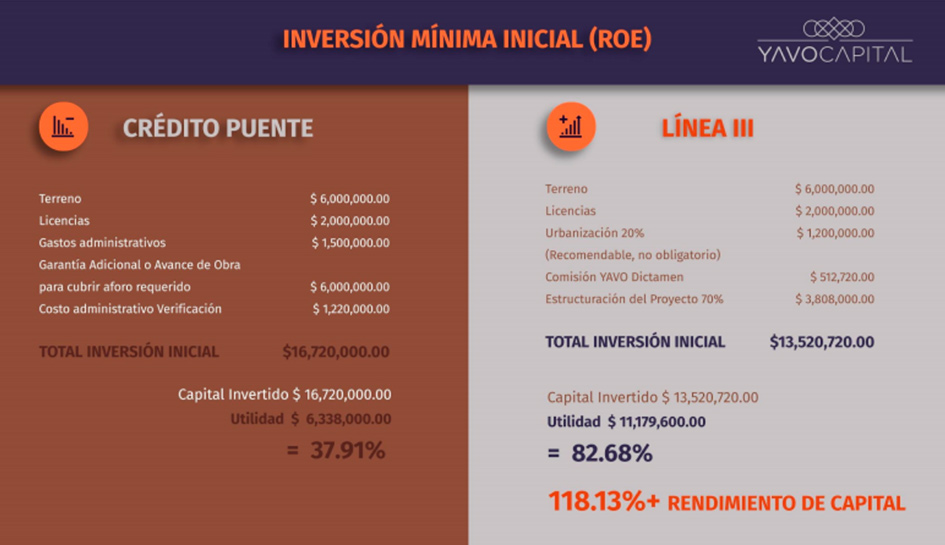 INVERSIÓN MÍNIMA INICIAL (ROE)
YAVOCAPITAL
CRÉDITO PUENTE
Terreno $ 6,000,000.00
Licencias $ 2,000,000.00
Gastos administrativos $ 1,500,000.00
Garantía Adicional o Avance de Obra
para cubrir aforo requerido $ 6,000,000.00
Costo administrativo Verificación $ 1,220,000.00
TOTAL INVERSIÓN INICIAL $16,720,000.00
Capital Invertido $ 16,720,000.00
Utilidad $ 6,338,000.00
= 37.91%
LÍNEA III
Terreno $ 6,000,000.00
Licencias $ 2,000,000.00
Urbanización 20% $ 1,200,000.00
(Recomendable, no obligatorio)
Comisión YAVO Dictamen $ 512,720.00
Estructuración del Proyecto 70% $ 3,808,000.00
TOTAL INVERSIÓN INICIAL $13,520,720.00
Capital Invertido $ 13,520,720.00
Utilidad $ 11,179,600.00
= 82.68%
118.13%+ RENDIMIENTO DE CAPITAL